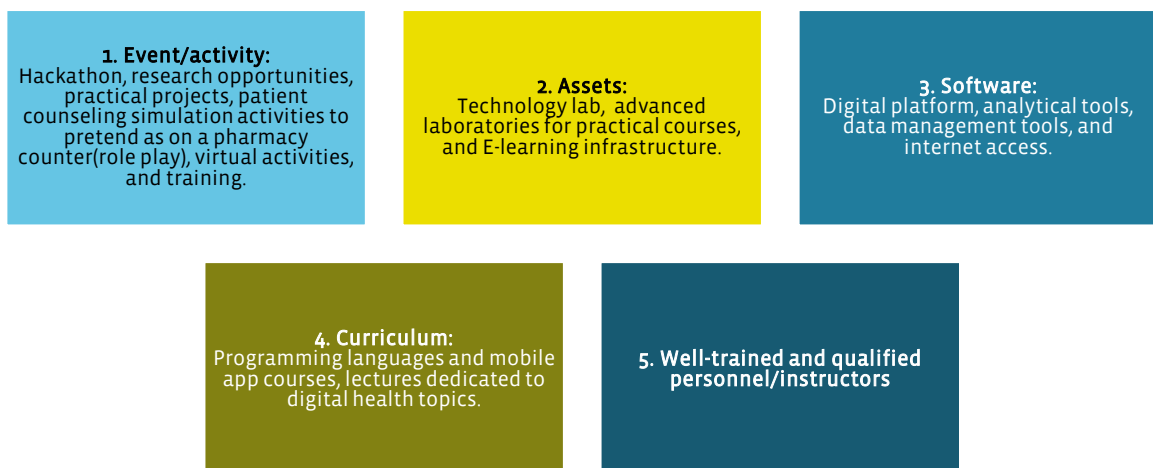 1. Event/activity:
Hackathon, research opportunities,
practical projects, patient
counseling simulation activities to
pretend as on a pharmacy
counter(role play), virtual activities,
and training.
2. Assets:
Technology lab, advanced
laboratories for practical courses,
and E-learning infrastructure.
3. Software:
Digital platform, analytical tools,
data management tools, and
internet access.
4. Curriculum:
Programming languages and mobile
app courses, lectures dedicated to
digital health topics.
5. Well-trained and qualified
personnel/instructors